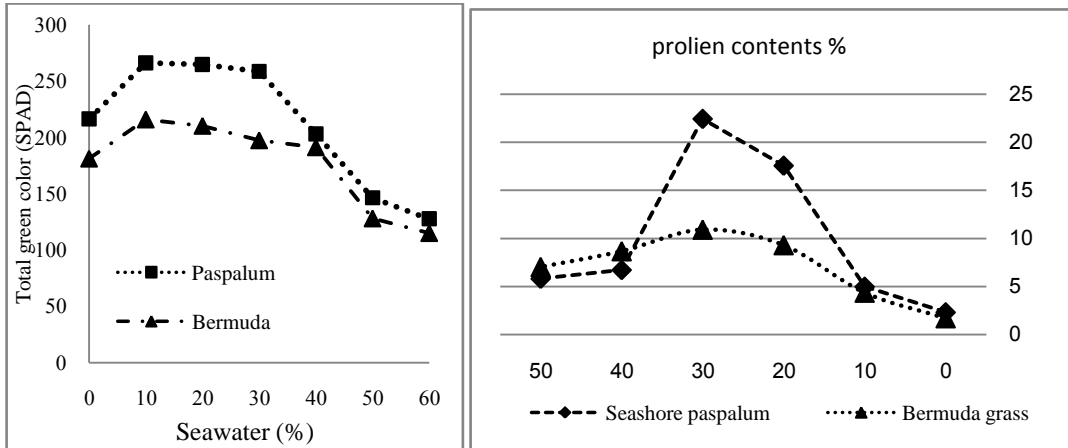 300
250
200
150
100
50
0
Total green color (SPAD)
Paspalum
Bermuda
0 10 20 30 40 50 60
Seawater (%)
prolien contents %
25
20
15
10
5
0
50 40 30 20 10 0
Seashore paspalum Bermuda grass